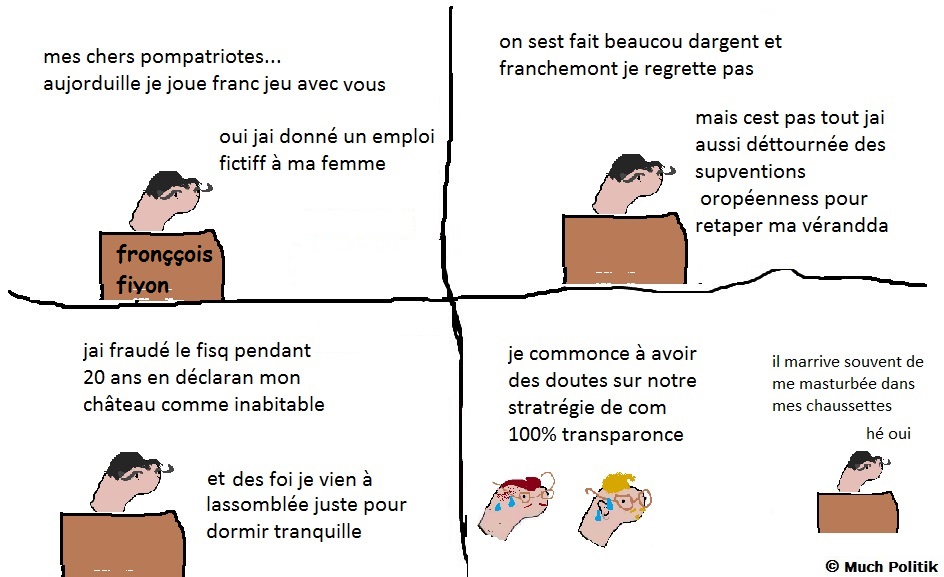 mes chers pompatriotes...
aujorduille je joue franc jeu avec vous
oui jai donné un emploi
fictiff à ma femme
fronççois
fiyon
on sest fait beaucou dargent et
franchemont je regrette pas
mais cest pas tout jai
aussi déttournée des
supventions
oropéenness pour
retaper ma vérandda
jai fraudé le fisq pendant
20 ans en déclaran mon
château comme inabitable
et des foi je vien à
lassomblée juste pour
dormir tranquille
je commonce à avoir
des doutes sur notre
stratrégie de com
100% transparonce
il marrive souvent de
me masturbée dans
mes chaussettes
hé oui
© Much Politik